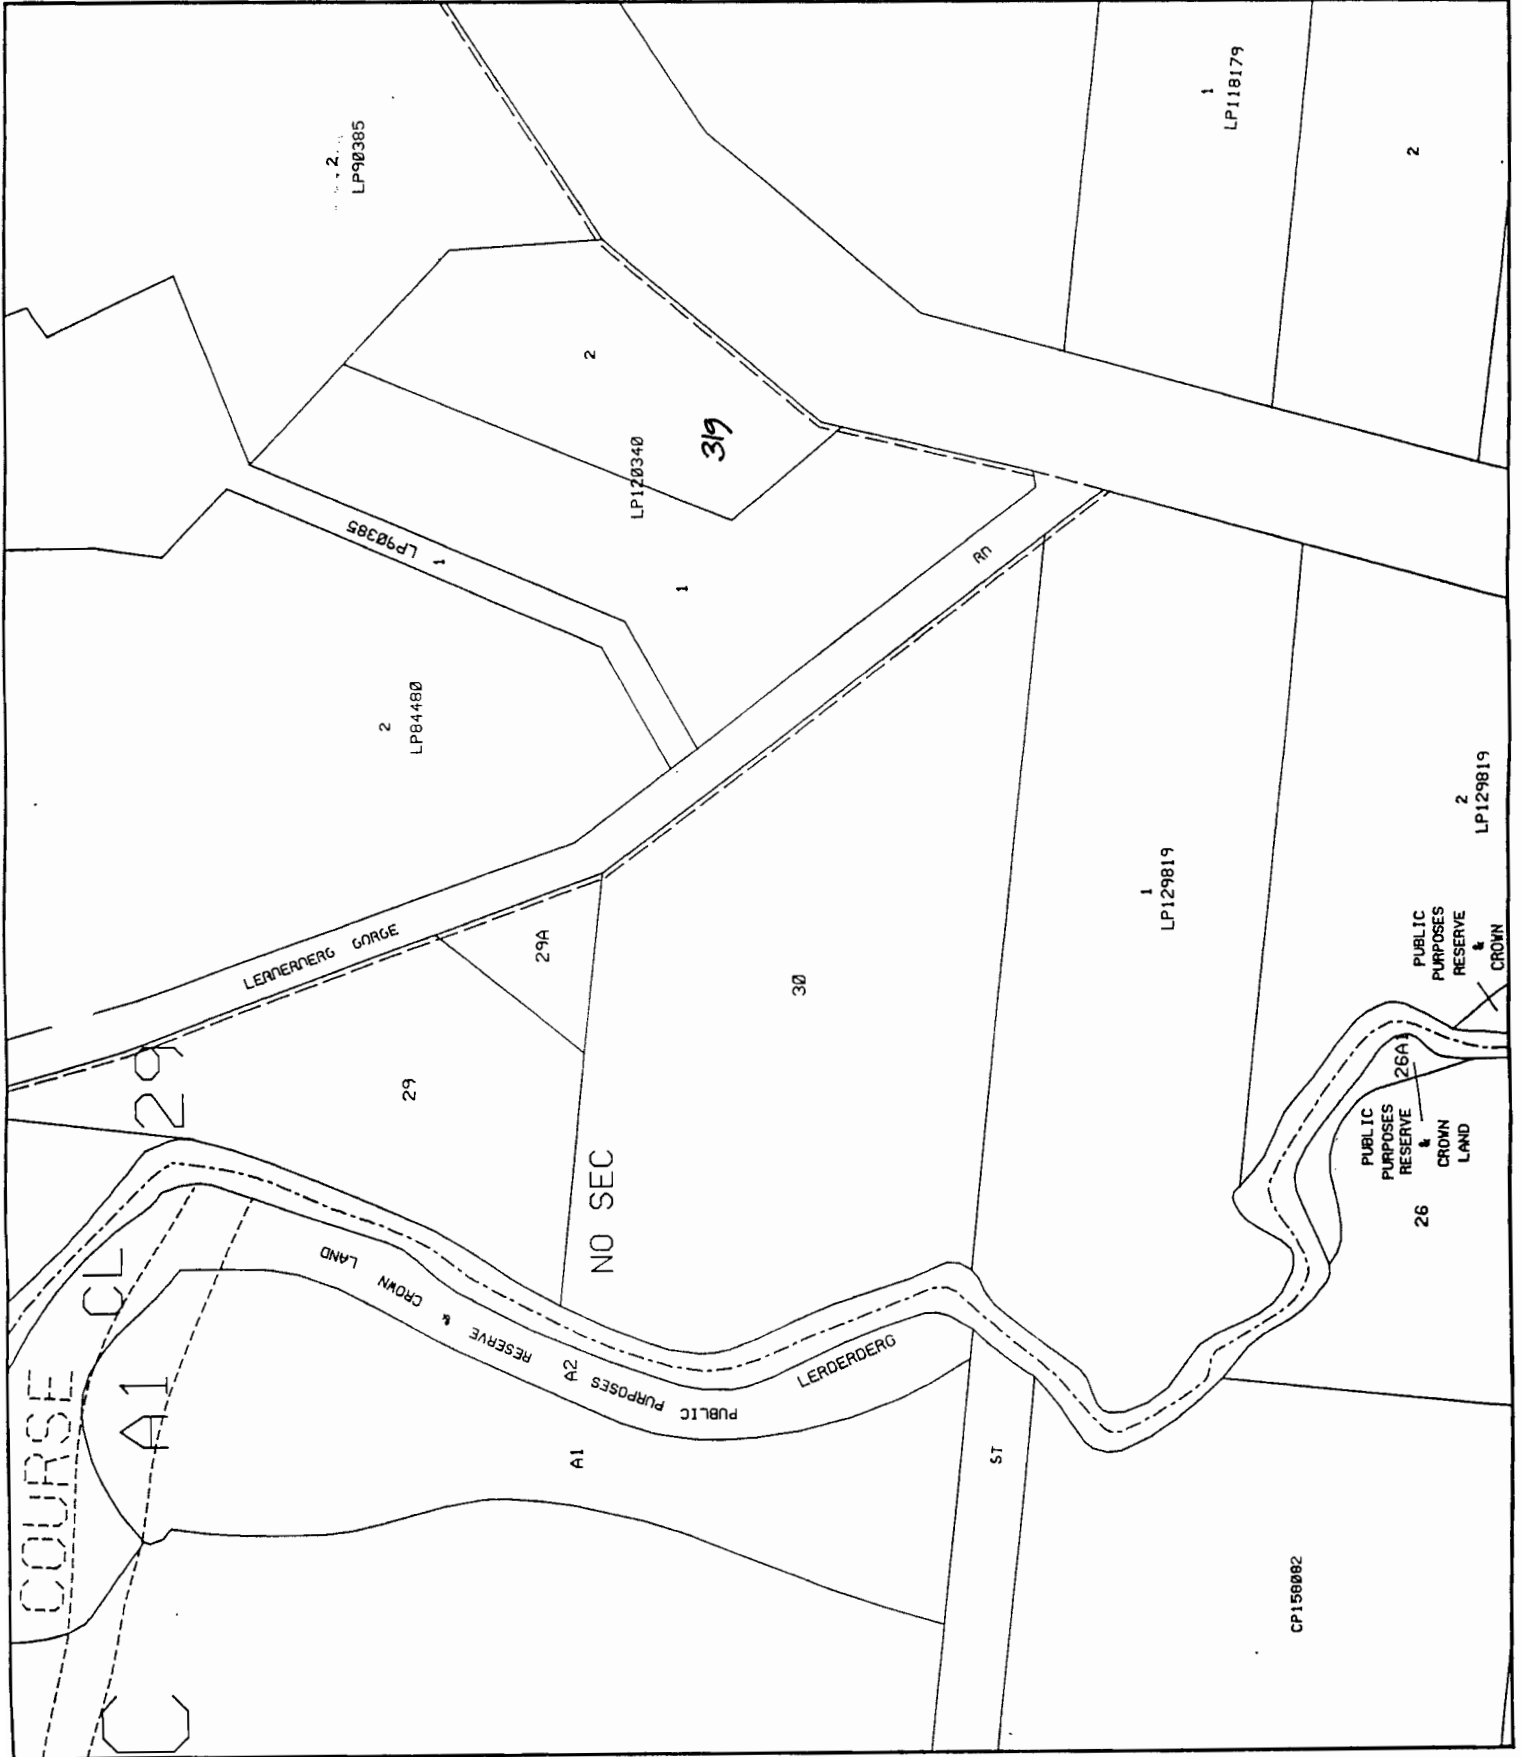 2
LP90385
1
LP118179
2
2
319
LP120340
1
LP90385
1
RD
2
LP84480
LERDERDERG GORGE
29A
30
29
29
2
LP129819
1
LP129819
PUBLIC
PURPOSES
RESERVE
&
CROWN
26A
PUBLIC
PURPOSES
RESERVE
&
CROWN
LAND
26
NO SEC
CL
PUBLIC PURPOSES RESERVE & CROWN LAND
A2
LERDERDERG
COURSE
A1
A1
ST
C
CP158082